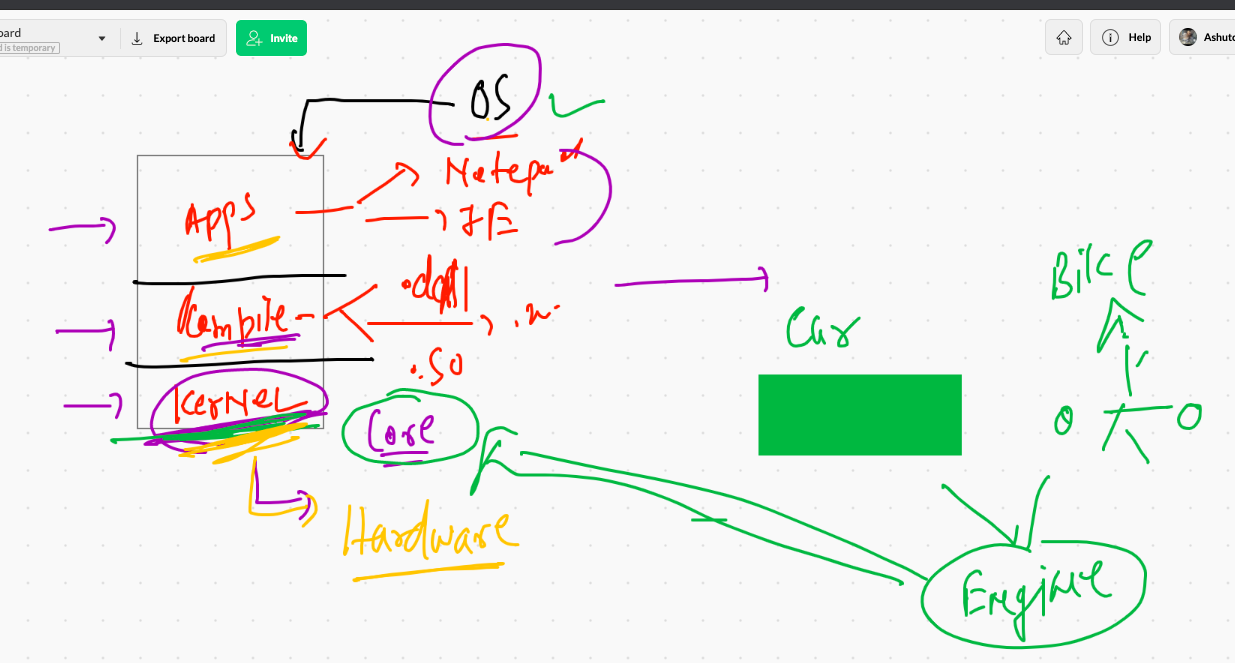 oard
d is temporary
Export board
Invite
Help
Ashuto
OS
Notepad
Apps
IE
.dll
Compile
.SO
KerNeL
Core
Hardware
Car
Bike
Engine